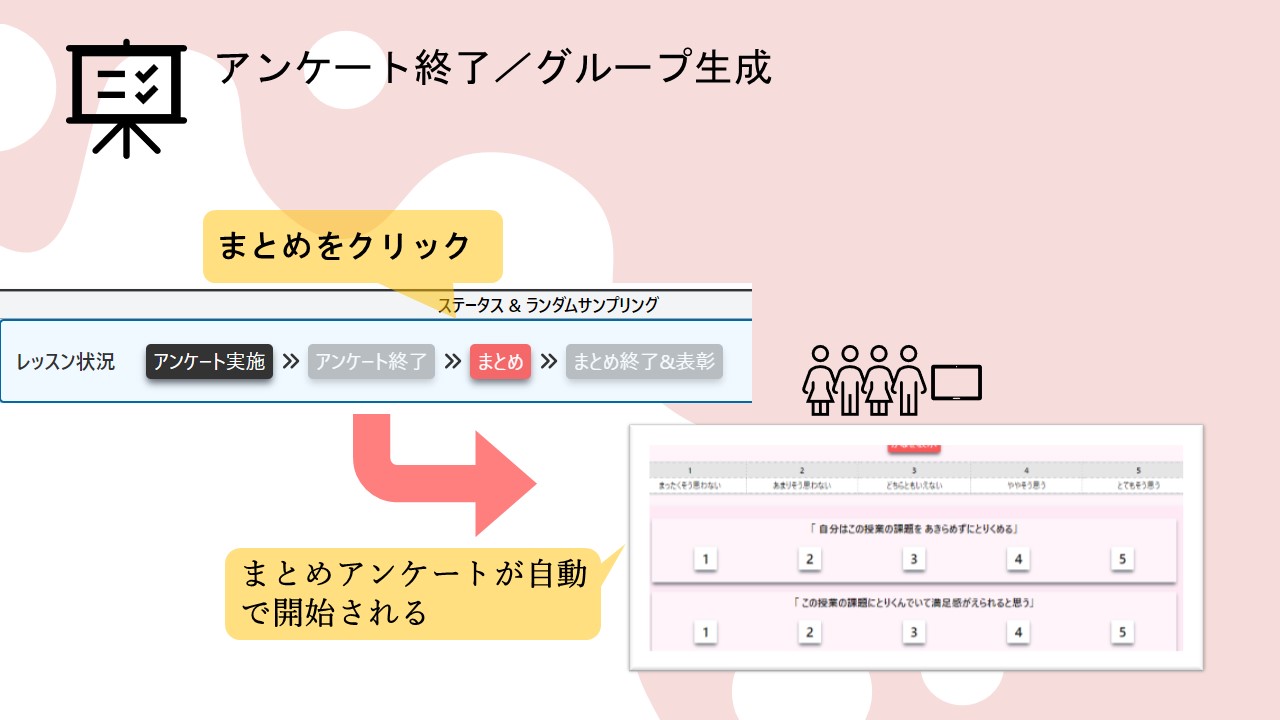 アンケート終了／グループ生成
まとめをクリック
ステータス & ランダムサンプリング
レッスン状況 アンケート実施 » アンケート終了 » まとめ » まとめ終了&表彰
1 2 3 4 5
まったくそう思わない あまりそう思わない どちらともいえない ややそう思う とてもそう思う
「 自分はこの授業の課題を あきらめずにとりくめる」
1 2 3 4 5
「 この授業の課題にとりくんでいて満足感がえられると思う」
1 2 3 4 5
まとめアンケートが自動
で開始される